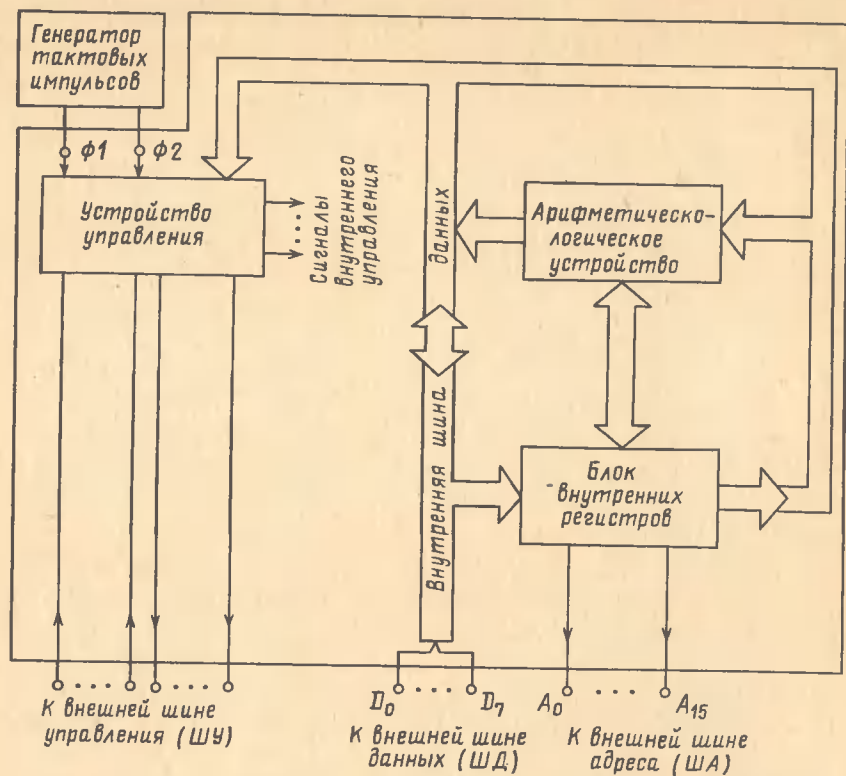 Генератор
тактовых
импульсов
Ф1
Ф2
Устройство
управления
Сигналы
внутреннего
управления
Внутренняя шина данных
Арифметическо-
логическое
устройство
Блок
внутренних
регистров
D0 .... D7
A0 .... A15
К внешней шине
управления (ШУ)
К внешней шине
данных (ШД)
К внешней шине
адреса (ША)